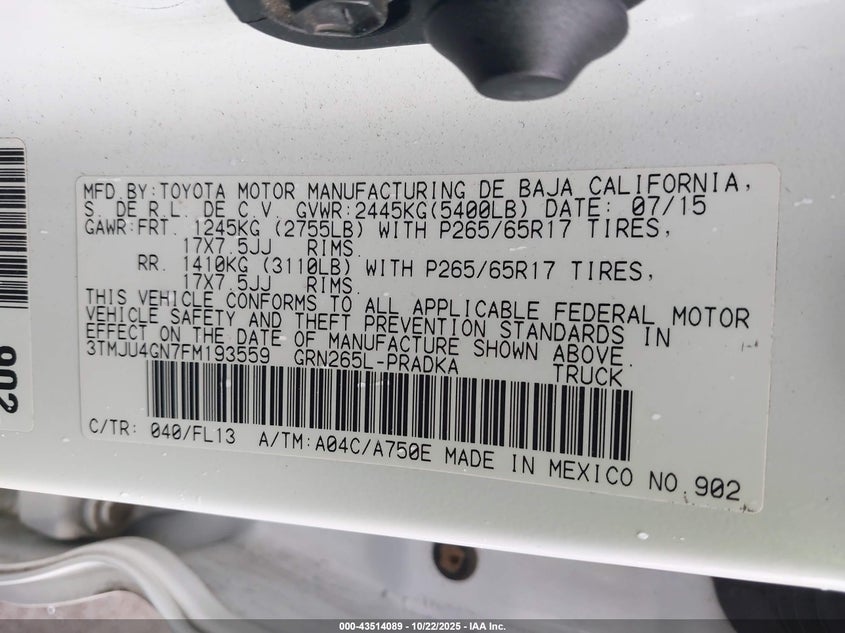 MFD BY:TOYOTA MOTOR MANUFACTURING DE BAJA CALIFORNIA,
S. DE R.L. DE C.V. GVWR:2445KG(5400LB) DATE: 07/15
GAWR:FRT. 1245KG (2755LB) WITH P265/65R17 TIRES,
17X7.5JJ RIMS.
RR. 1410KG (3110LB) WITH P265/65R17 TIRES,
17X7.5JJ RIMS.
THIS VEHICLE CONFORMS TO ALL APPLICABLE FEDERAL MOTOR
VEHICLE SAFETY AND THEFT PREVENTION STANDARDS IN
EFFECT ON THE DATE OF MANUFACTURE SHOWN ABOVE.
3TMJU4GN7FM193559 GRN265L-PRADKA TRUCK
C/TR: 040/FL13 A/TM:A04C/A750E MADE IN MEXICO NO.902
902
000-43514089 - 10/22/2025 - IAA Inc.